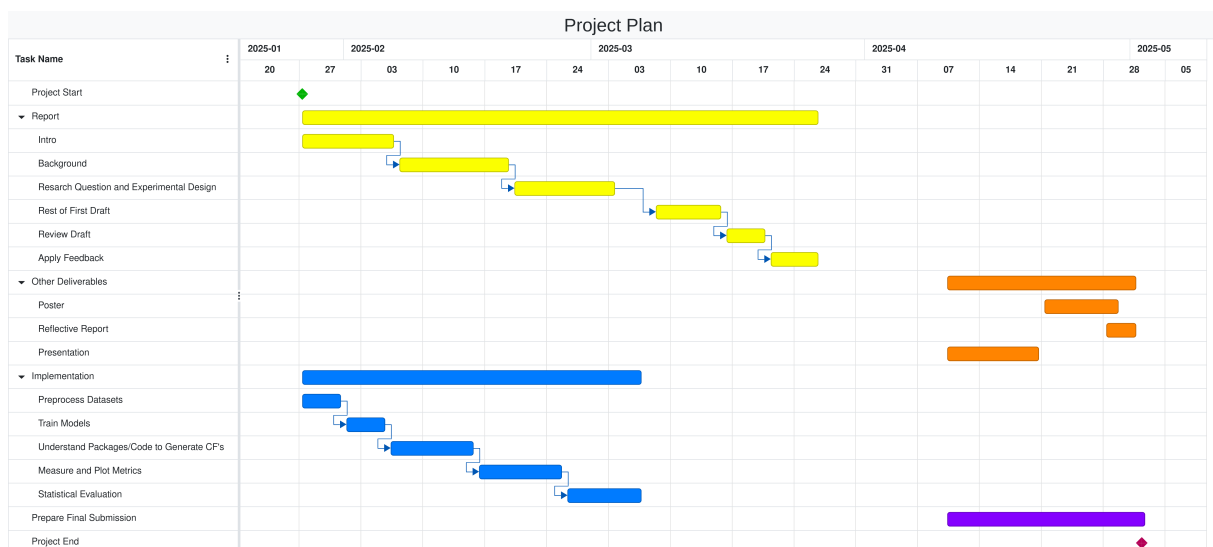 Project Plan
Task Name
2025-01 2025-02 2025-03 2025-04 2025-05
20 27 03 10 17 24 03 10 17 24 31 07 14 21 28 05
Project Start
Report
Intro
Background
Resarch Question and Experimental Design
Rest of First Draft
Review Draft
Apply Feedback
Other Deliverables
Poster
Reflective Report
Presentation
Implementation
Preprocess Datasets
Train Models
Understand Packages/Code to Generate CF's
Measure and Plot Metrics
Statistical Evaluation
Prepare Final Submission
Project End